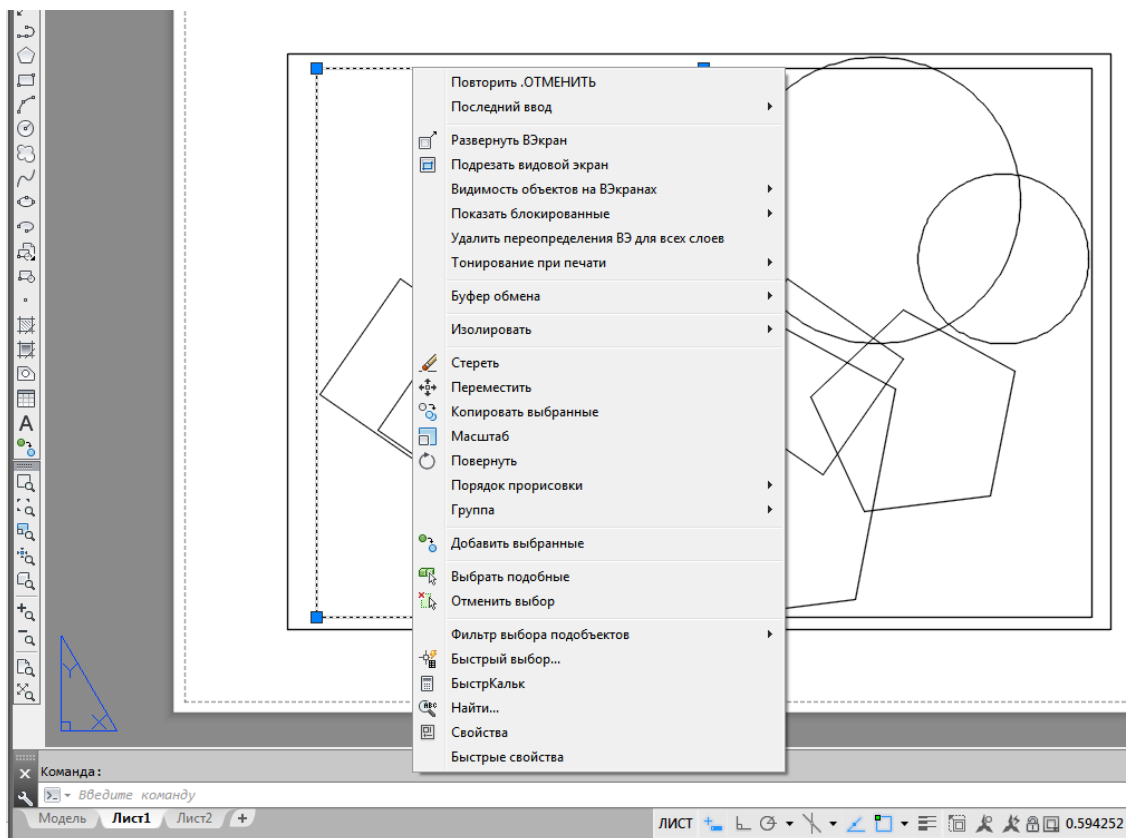 Повторить .ОТМЕНИТЬ
Последний ввод
Развернуть ВЭкран
Подрезать видовой экран
Видимость объектов на ВЭкранах
Показать блокированные
Удалить переопределения ВЭ для всех слоев
Тонирование при печати
Буфер обмена
Изолировать
Стереть
Переместить
Копировать выбранные
Масштаб
Повернуть
Порядок прорисовки
Группа
Добавить выбранные
Выбрать подобные
Отменить выбор
Фильтр выбора подобъектов
Быстрый выбор...
БыстрКальк
Найти...
Свойства
Быстрые свойства
A
Y
X
Команда:
Введите команду
Модель Лист1 Лист2 +
ЛИСТ 0.594252